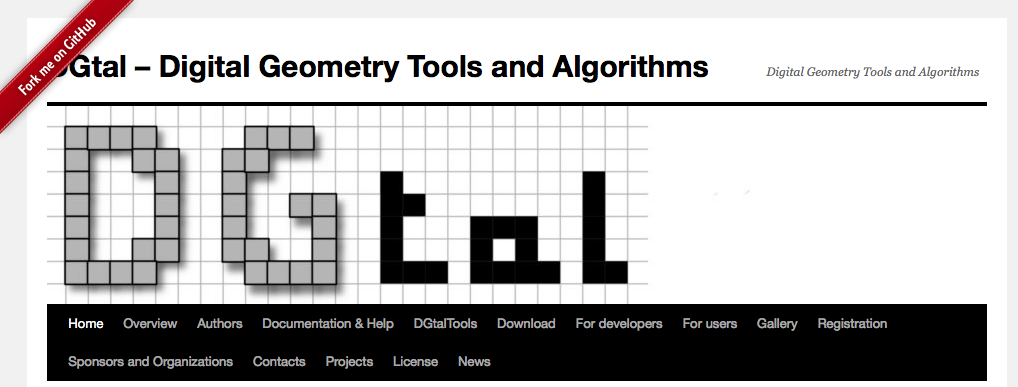 Fork me on GitHub
DGtal – Digital Geometry Tools and Algorithms
Digital Geometry Tools and Algorithms
DGtal
Home Overview Authors Documentation & Help DGtalTools Download For developers For users Gallery Registration
Sponsors and Organizations Contacts Projects License News